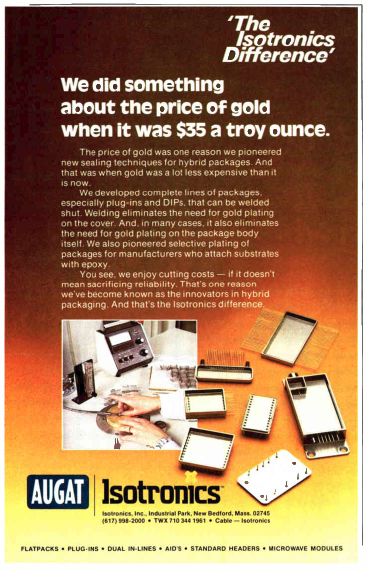 'The
Isotronics
Difference'
We did something
about the price of gold
when it was $35 a troy ounce.
The price of gold was one reason we pioneered
new sealing techniques for hybrid packages. And
that was when gold was a lot less expensive than it
is now.
We developed complete lines of packages,
especially plug-ins and DIPs, that can be welded
shut. Welding eliminates the need for gold plating
on the cover. And, in many cases, it also eliminates
the need for gold plating on the package body
itself. We also pioneered selective plating of
packages for manufacturers who attach substrates
with epoxy.
You see, we enjoy cutting costs — if it doesn't
mean sacrificing reliability. That's one reason
we've become known as the innovators in hybrid
packaging. And that's the Isotronics difference.
AUGAT
Isotronics
Isotronics, Inc., Industrial Park, New Bedford, Mass. 02745
(617) 998-2000 • TWX 710 344 1961 • Cable — Isotronics
FLATPACKS • PLUG-INS • DUAL IN-LINES • AID'S • STANDARD HEADERS • MICROWAVE MODULES